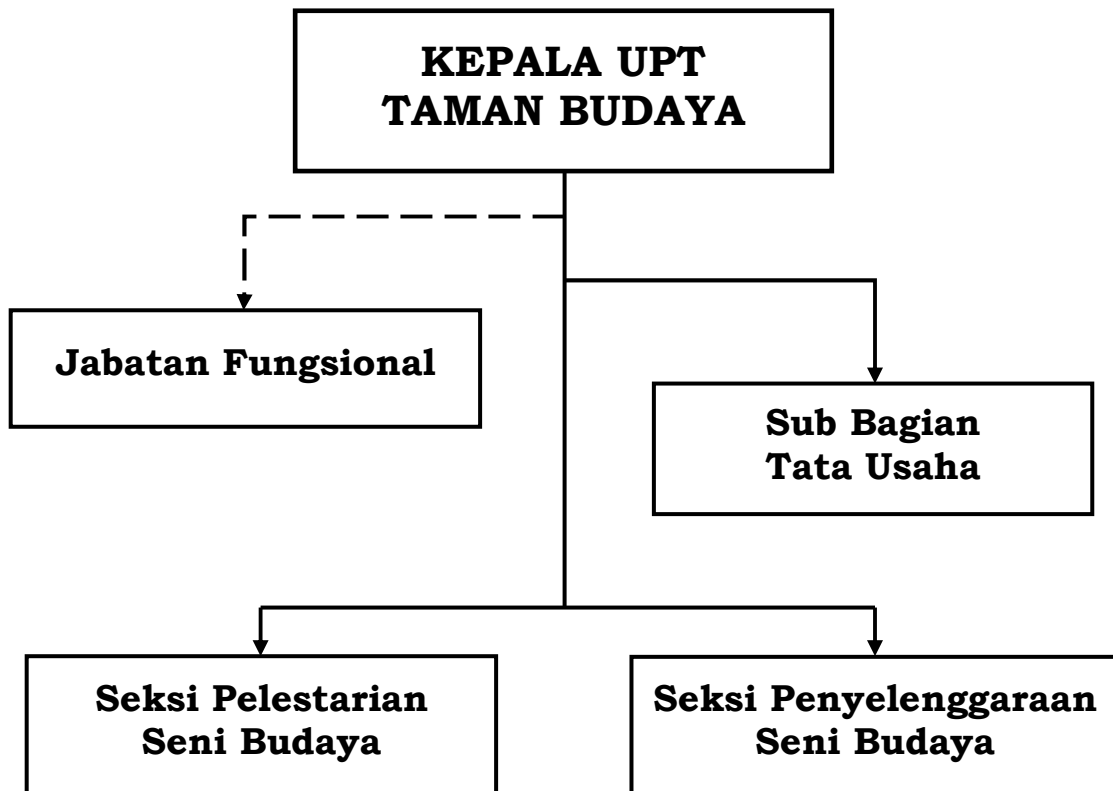 KEPALA UPT
TAMAN BUDAYA
Jabatan Fungsional
Sub Bagian
Tata Usaha
Seksi Pelestarian
Seni Budaya
Seksi Penyelenggaraan
Seni Budaya